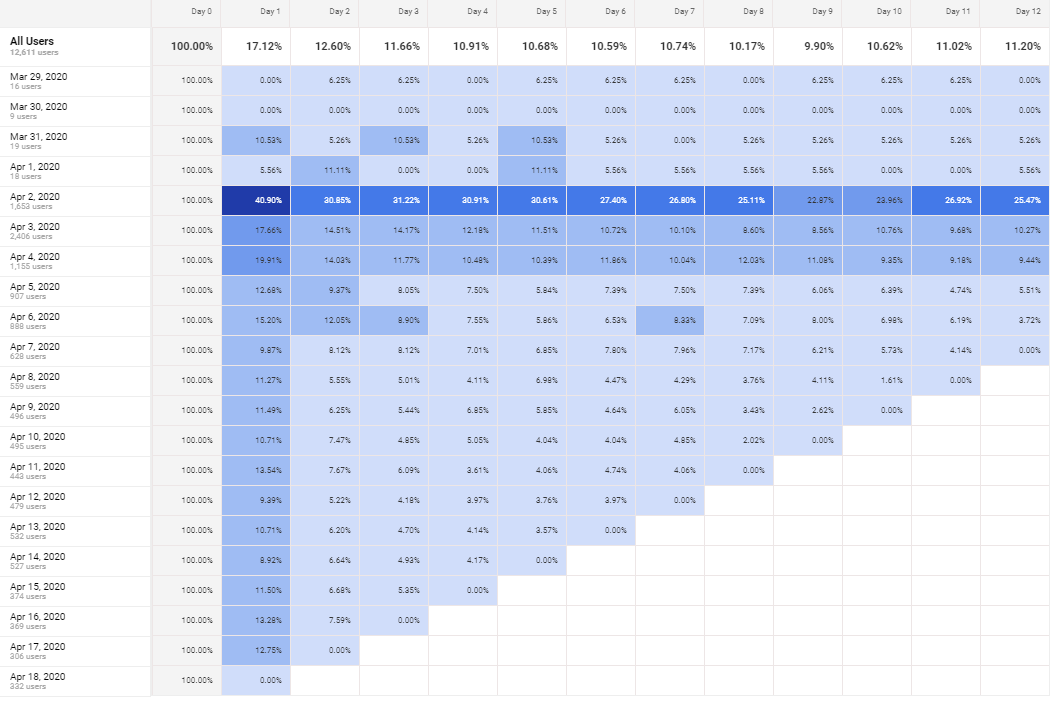 Day 0 Day 1 Day 2 Day 3 Day 4 Day 5 Day 6 Day 7 Day 8 Day 9 Day 10 Day 11 Day 12
All Users
12,611 users
100.00% 17.12% 12.60% 11.66% 10.91% 10.68% 10.59% 10.74% 10.17% 9.90% 10.62% 11.02% 11.20%
Mar 29, 2020
16 users
100.00% 0.00% 6.25% 6.25% 0.00% 6.25% 6.25% 6.25% 0.00% 6.25% 6.25% 6.25% 0.00%
Mar 30, 2020
9 users
100.00% 0.00% 0.00% 0.00% 0.00% 0.00% 0.00% 0.00% 0.00% 0.00% 0.00% 0.00% 0.00%
Mar 31, 2020
19 users
100.00% 10.53% 5.26% 10.53% 5.26% 10.53% 5.26% 0.00% 5.26% 5.26% 5.26% 5.26% 5.26%
Apr 1, 2020
18 users
100.00% 5.56% 11.11% 0.00% 0.00% 11.11% 5.56% 5.56% 5.56% 5.56% 0.00% 0.00% 5.56%
Apr 2, 2020
1,653 users
100.00% 40.90% 30.85% 31.22% 30.91% 30.61% 27.40% 26.80% 25.11% 22.87% 23.96% 26.92% 25.47%
Apr 3, 2020
2,406 users
100.00% 17.66% 14.51% 14.17% 12.18% 11.51% 10.72% 10.10% 8.60% 8.56% 10.76% 9.68% 10.27%
Apr 4, 2020
1,155 users
100.00% 19.91% 14.03% 11.77% 10.48% 10.39% 11.86% 10.04% 12.03% 11.08% 9.35% 9.18% 9.44%
Apr 5, 2020
907 users
100.00% 12.68% 9.37% 8.05% 7.50% 5.84% 7.39% 7.50% 7.39% 6.06% 6.39% 4.74% 5.51%
Apr 6, 2020
888 users
100.00% 15.20% 12.05% 8.90% 7.55% 5.86% 6.53% 8.33% 7.09% 8.00% 6.98% 6.19% 3.72%
Apr 7, 2020
628 users
100.00% 9.87% 8.12% 8.12% 7.01% 6.85% 7.80% 7.96% 7.17% 6.21% 5.73% 4.14% 0.00%
Apr 8, 2020
559 users
100.00% 11.27% 5.55% 5.01% 4.11% 6.98% 4.47% 4.29% 3.76% 4.11% 1.61% 0.00%
Apr 9, 2020
496 users
100.00% 11.49% 6.25% 5.44% 6.85% 5.85% 4.64% 6.05% 3.43% 2.62% 0.00%
Apr 10, 2020
495 users
100.00% 10.71% 7.47% 4.85% 5.05% 4.04% 4.04% 4.85% 2.02% 0.00%
Apr 11, 2020
443 users
100.00% 13.54% 7.67% 6.09% 3.61% 4.06% 4.74% 4.06% 0.00%
Apr 12, 2020
479 users
100.00% 9.39% 5.22% 4.18% 3.97% 3.76% 3.97% 0.00%
Apr 13, 2020
532 users
100.00% 10.71% 6.20% 4.70% 4.14% 3.57% 0.00%
Apr 14, 2020
527 users
100.00% 8.92% 6.64% 4.93% 4.17% 0.00%
Apr 15, 2020
374 users
100.00% 11.50% 6.68% 5.35% 0.00%
Apr 16, 2020
369 users
100.00% 13.28% 7.59% 0.00%
Apr 17, 2020
306 users
100.00% 12.75% 0.00%
Apr 18, 2020
332 users
100.00% 0.00%